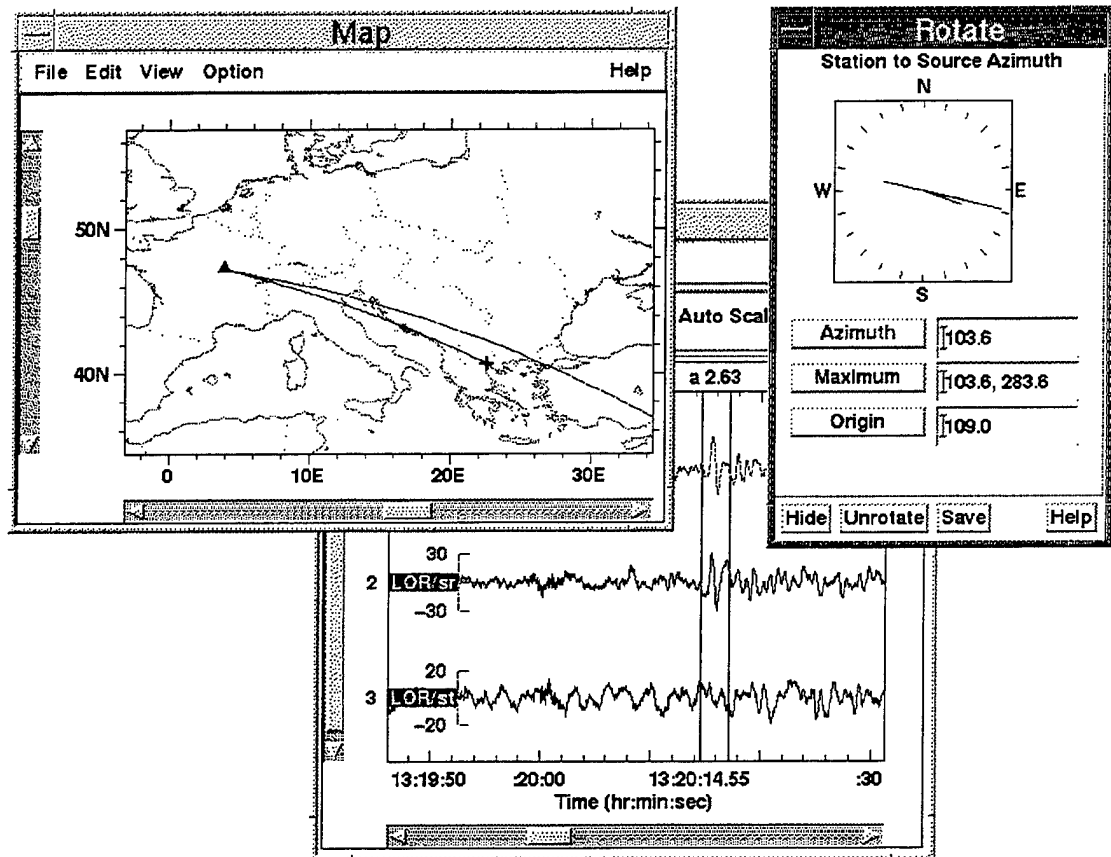 Map
File Edit View Option Help
50N
40N
0 10E 20E 30E
Rotate
Station to Source Azimuth
N
W E
S
Azimuth 103.6
Maximum 103.6, 283.6
Origin 109.0
Hide Unrotate Save Help
Auto Scal
a 2.63
30
2 LOR/sr
-30
20
3 LOR/st
-20
13:19:50 :20:00 13:20:14.55 :30
Time (hr:min:sec)